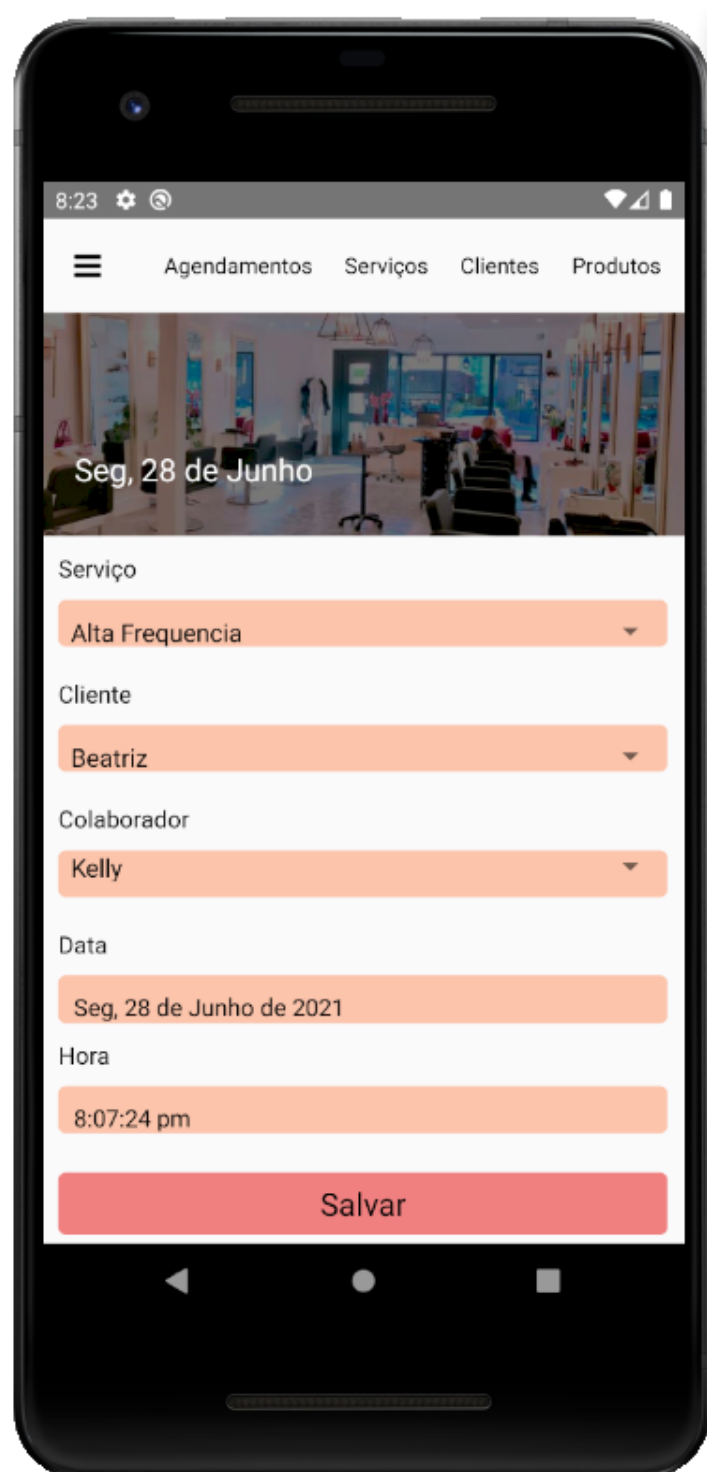 8:23
Agendamentos Serviços Clientes Produtos
Seg, 28 de Junho
Serviço
Alta Frequencia
Cliente
Beatriz
Colaborador
Kelly
Data
Seg, 28 de Junho de 2021
Hora
8:07:24 pm
Salvar